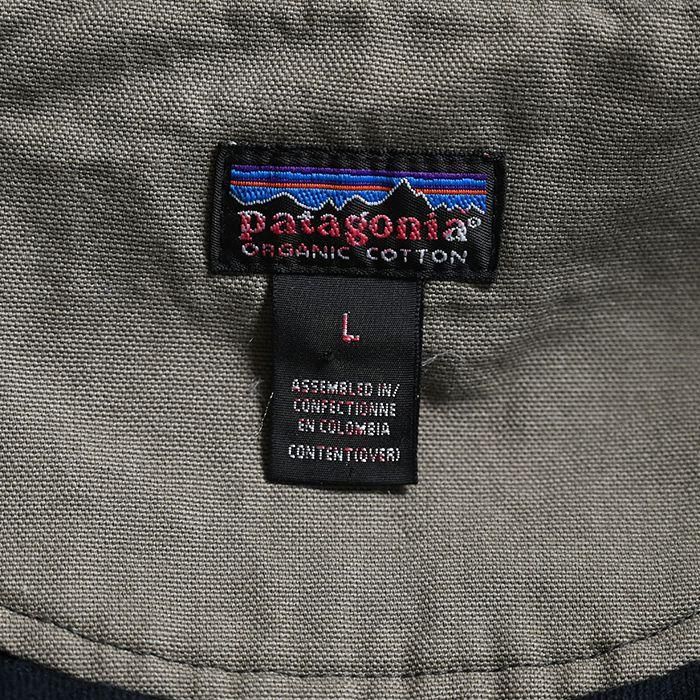 patagonia®
ORGANIC COTTON
L
ASSEMBLED IN/
CONFECTIONNE
EN COLOMBIA
CONTENT(OVER)